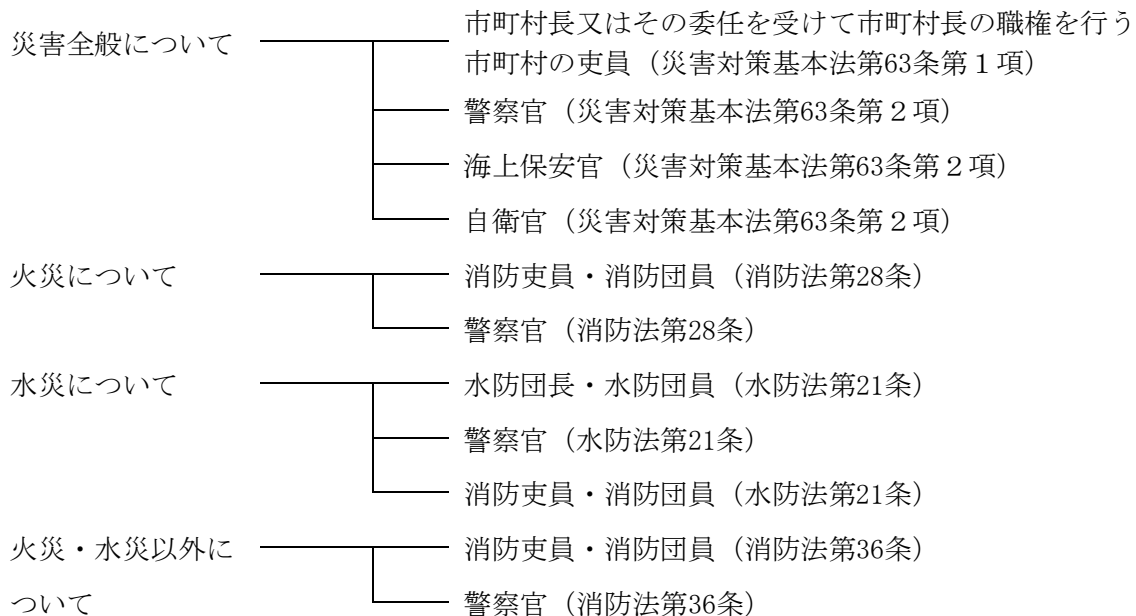 災害全般について
市町村長又はその委任を受けて市町村長の職権を行う
市町村の吏員（災害対策基本法第63条第１項）
警察官（災害対策基本法第63条第２項）
海上保安官（災害対策基本法第63条第２項）
自衛官（災害対策基本法第63条第２項）
火災について
消防吏員・消防団員（消防法第28条）
警察官（消防法第28条）
水災について
水防団長・水防団員（水防法第21条）
警察官（水防法第21条）
消防吏員・消防団員（水防法第21条）
火災・水災以外に
消防吏員・消防団員（消防法第36条）
ついて
警察官（消防法第36条）